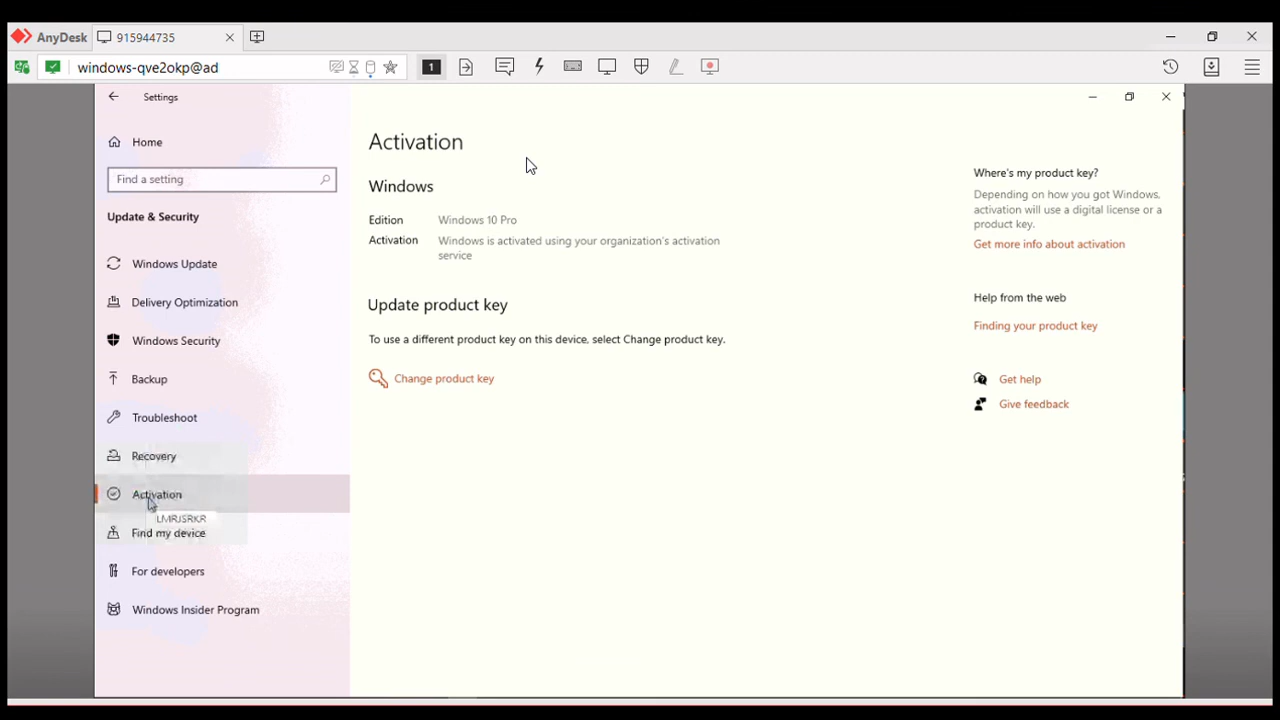 AnyDesk
915944735
windows-qve2okp@ad
1
Settings
Home
Find a setting
Update & Security
Windows Update
Delivery Optimization
Windows Security
Backup
Troubleshoot
Recovery
Activation
LMRJSRKR
Find my device
For developers
Windows Insider Program
Activation
Windows
Edition Windows 10 Pro
Activation Windows is activated using your organization's activation
service
Update product key
To use a different product key on this device, select Change product key.
Change product key
Where's my product key?
Depending on how you got Windows,
activation will use a digital license or a
product key.
Get more info about activation
Help from the web
Finding your product key
Get help
Give feedback